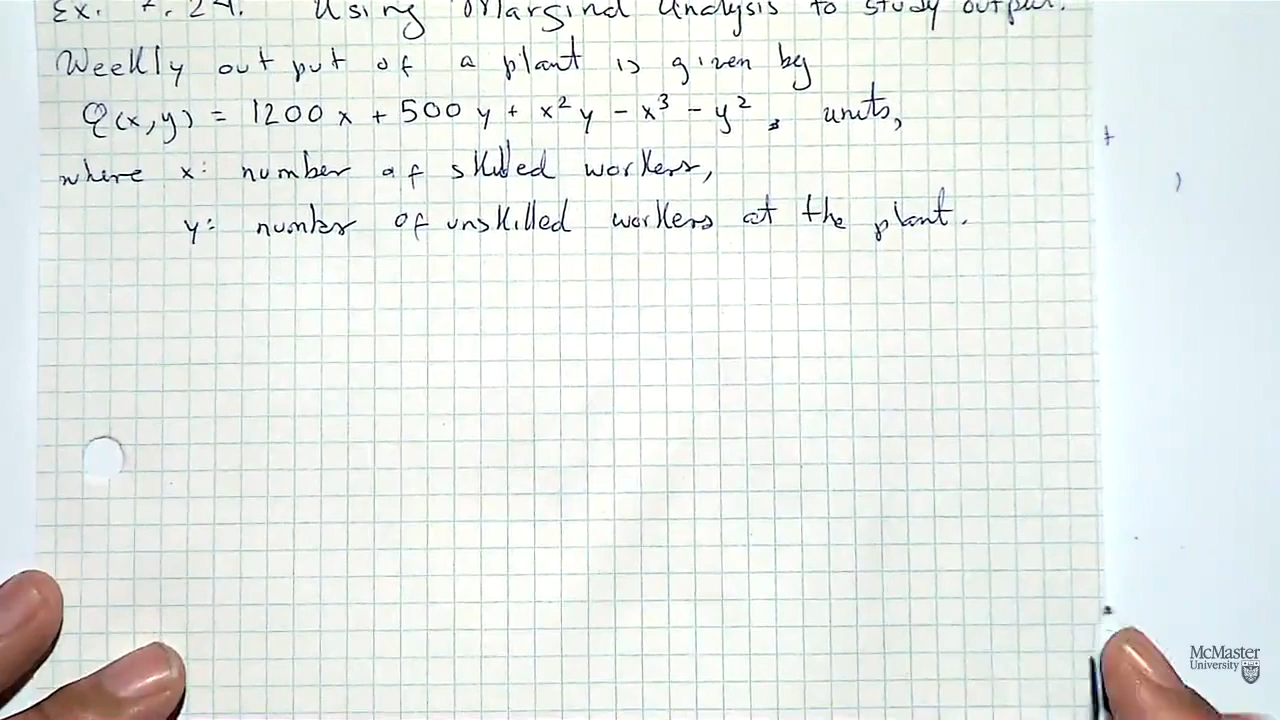 Ex. 7.24. Using Marginal Analysis to study output.
Weekly output of a plant is given by
Q(x,y) = 1200x + 500y + x²y − x³ − y², units,
where x: number of skilled workers,
y: number of unskilled workers at the plant.
McMaster
University